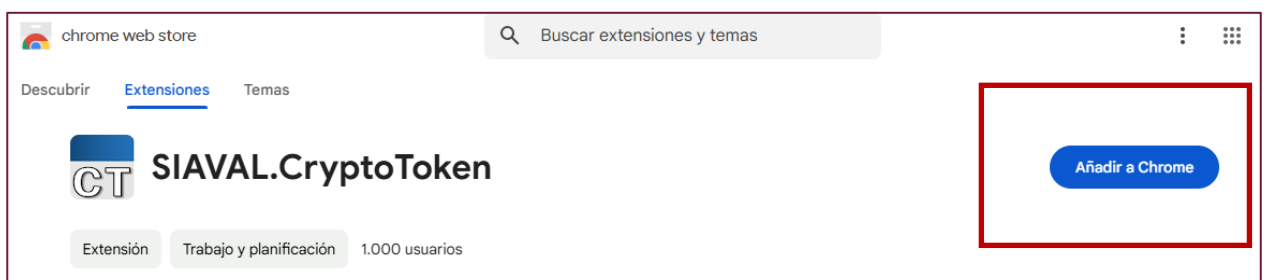 chrome web store
Buscar extensiones y temas
Descubrir Extensiones Temas
CT SIAVAL.CryptoToken
Añadir a Chrome
Extensión Trabajo y planificación 1.000 usuarios